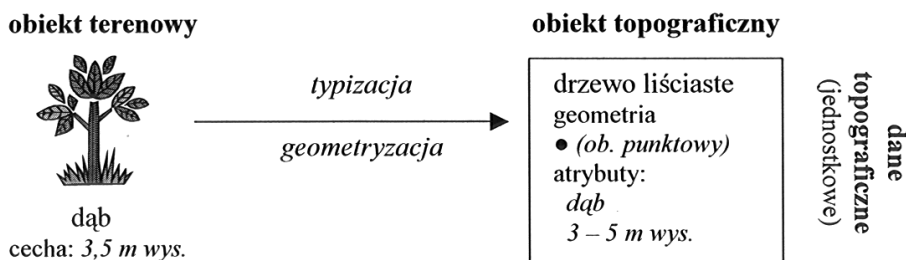 obiekt terenowy
dąb
cecha: 3,5 m wys.
typizacja
geometryzacja
obiekt topograficzny
drzewo liściaste
geometria
● (ob. punktowy)
atrybuty:
dąb
3 – 5 m wys.
dane
topograficzne
(jednostkowe)